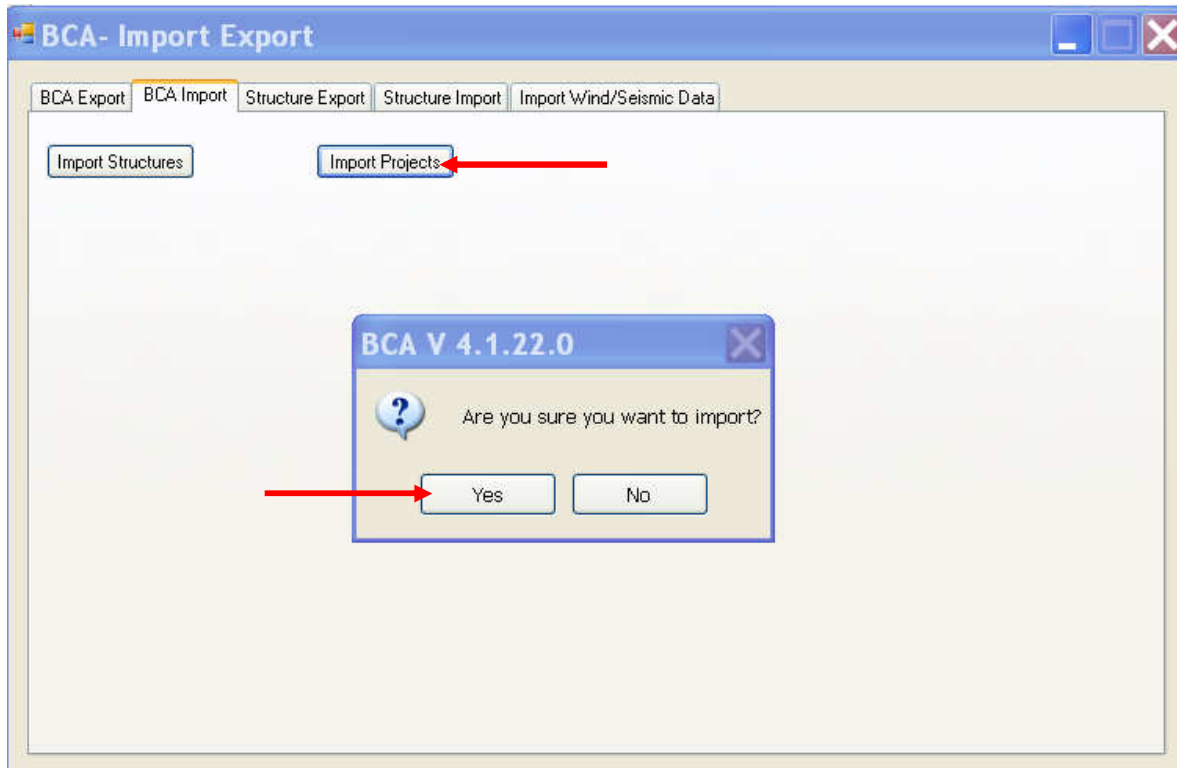 BCA- Import Export
BCA Export BCA Import Structure Export Structure Import Import Wind/Seismic Data
Import Structures Import Projects
BCA V 4.1.22.0
Are you sure you want to import?
Yes No